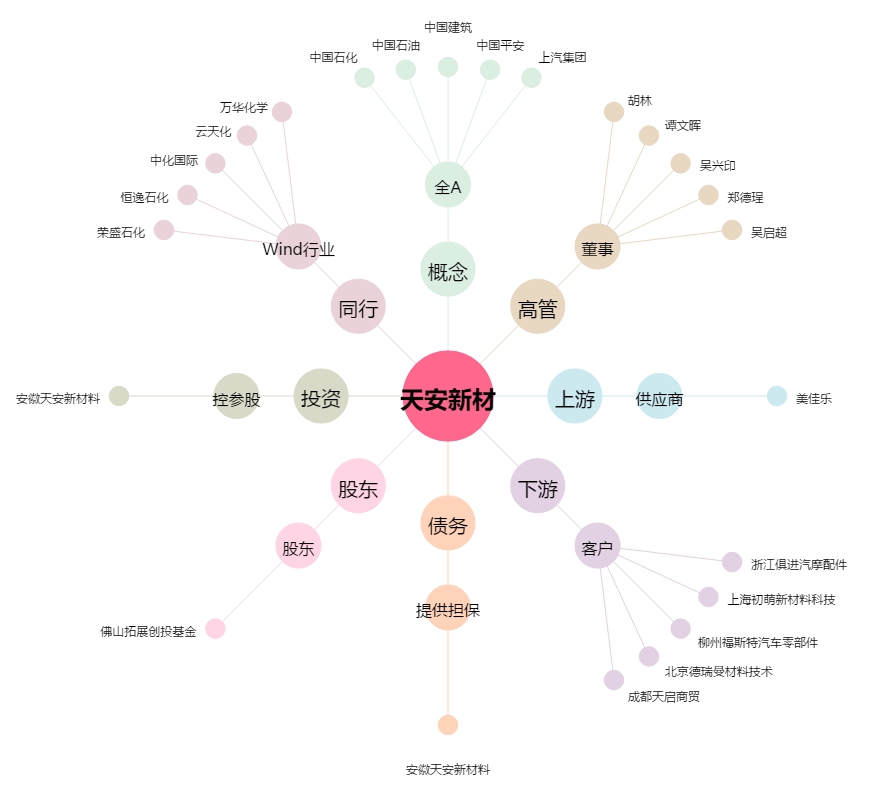 中国建筑
中国石油
中国平安
中国石化
上汽集团
万华化学
胡林
云天化
谭文晖
中化国际
吴兴印
恒逸石化
全A
郑德珵
荣盛石化
吴启超
Wind行业
董事
概念
同行
高管
安徽天安新材料
控参股
投资
天安新材
上游
供应商
美佳乐
股东
下游
债务
股东
客户
浙江俱进汽摩配件
提供担保
上海初萌新材料科技
佛山拓展创投基金
柳州福斯特汽车零部件
北京德瑞曼材料技术
成都天启商贸
安徽天安新材料